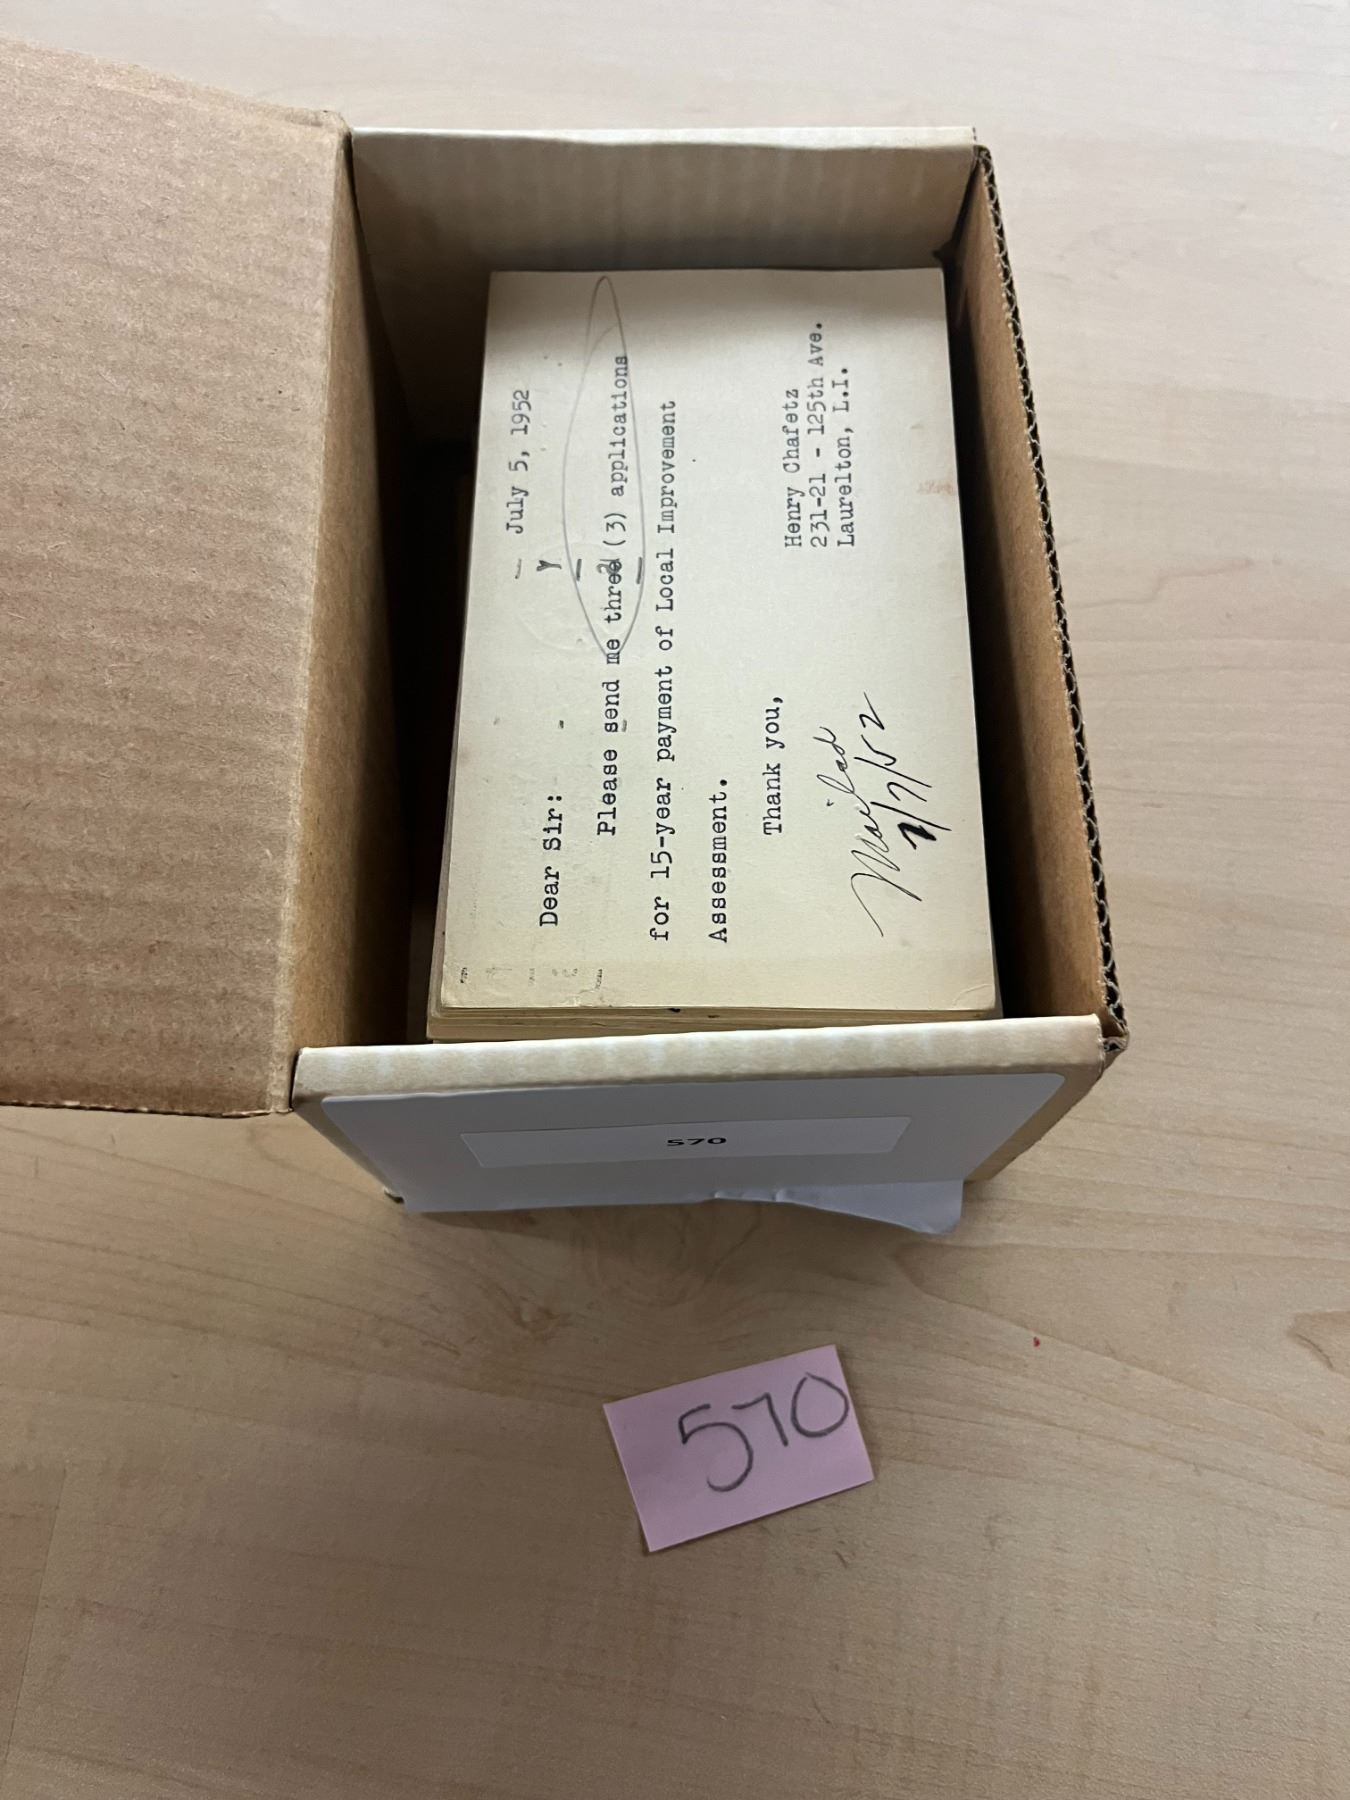 July 5, 1952
Dear Sir:
Please send me three (3) applications
for 15-year payment of Local Improvement
Assessment.
Thank you,
Henry Chafetz
231-21 - 125th Ave.
Laurelton, L.I.
Mailed
7/7/52
570
570